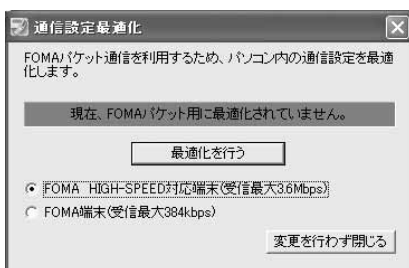 通信設定最適化
FOMAパケット通信を利用するため、パソコン内の通信設定を最適
化します。
現在、FOMAパケット用に最適化されていません。
最適化を行う
FOMA HIGH-SPEED対応端末(受信最大3.6Mbps)
FOMA端末(受信最大384kbps)
変更を行わず閉じる